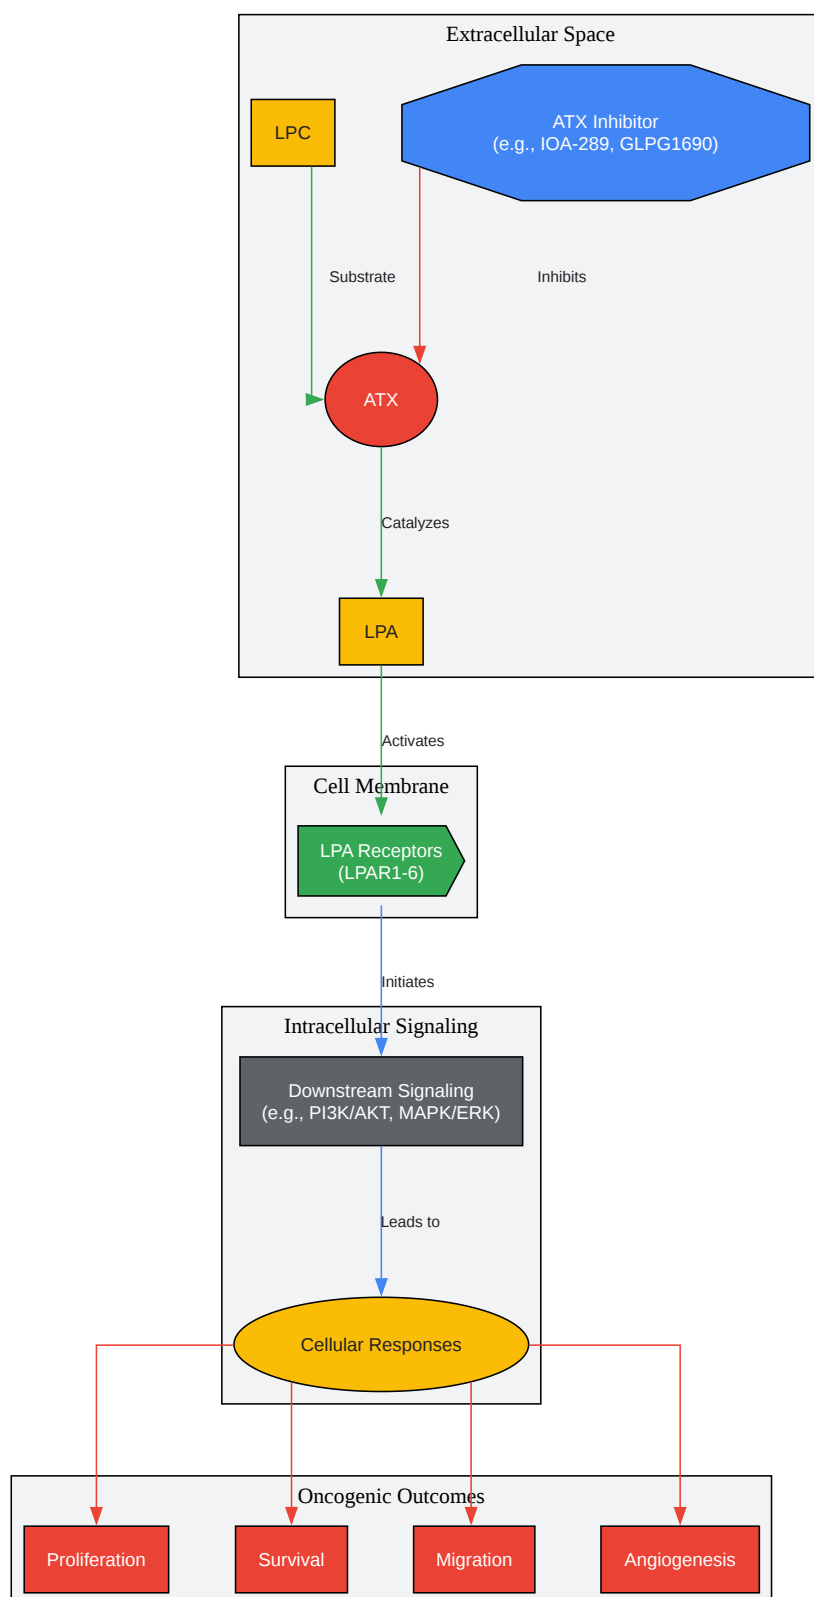 Extracellular Space
LPC
ATX Inhibitor
(e.g., IOA-289, GLPG1690)
Substrate
Inhibits
ATX
Catalyzes
LPA
Activates
Cell Membrane
LPA Receptors
(LPAR1-6)
Initiates
Intracellular Signaling
Downstream Signaling
(e.g., PI3K/AKT, MAPK/ERK)
Leads to
Cellular Responses
Oncogenic Outcomes
Proliferation
Survival
Migration
Angiogenesis